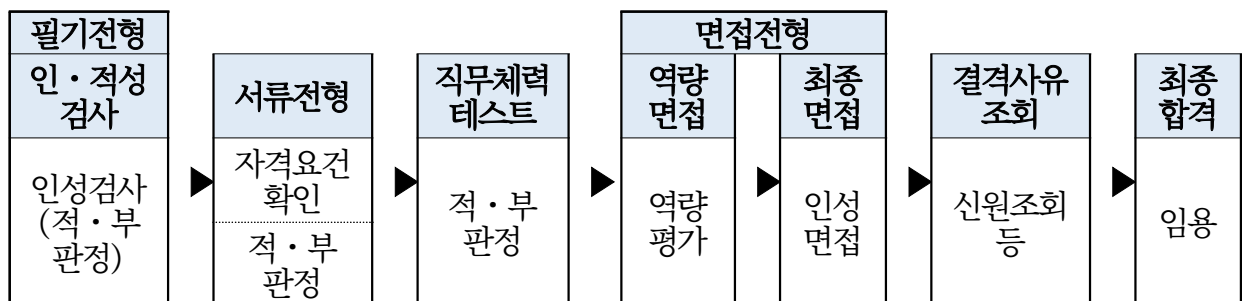 필기전형
인・적성
검사
인성검사
(적・부
판정)
▶
서류전형
자격요건
확인
적・부
판정
▶
직무체력
테스트
적・부
판정
▶
면접전형
역량
면접
역량
평가
▶
최종
면접
인성
면접
▶
결격사유
조회
신원조회
등
▶
최종
합격
임용